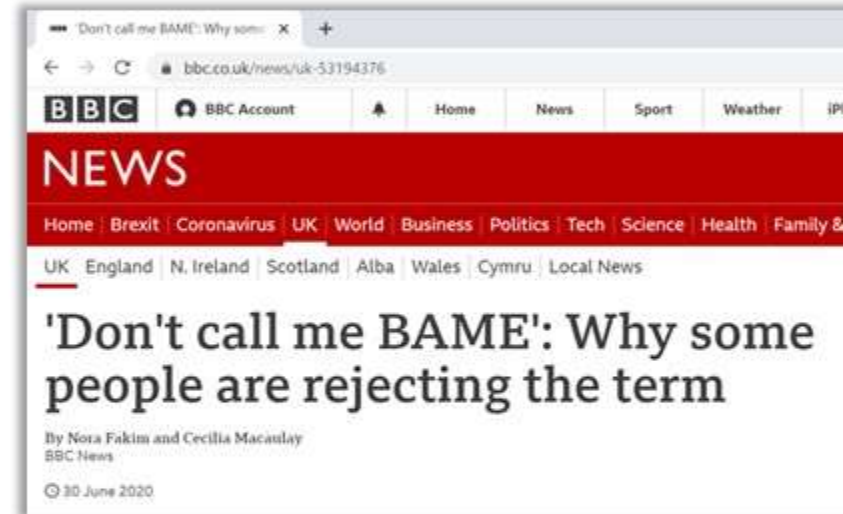 'Don't call me BAME': Why some
bbc.co.uk/news/uk-53194376
BBC BBC Account Home News Sport Weather iPl
NEWS
Home Brexit Coronavirus UK World Business Politics Tech Science Health Family &
UK England N. Ireland Scotland Alba Wales Cymru Local News
'Don't call me BAME': Why some
people are rejecting the term
By Nora Fakim and Cecilia Macaulay
BBC News
30 June 2020